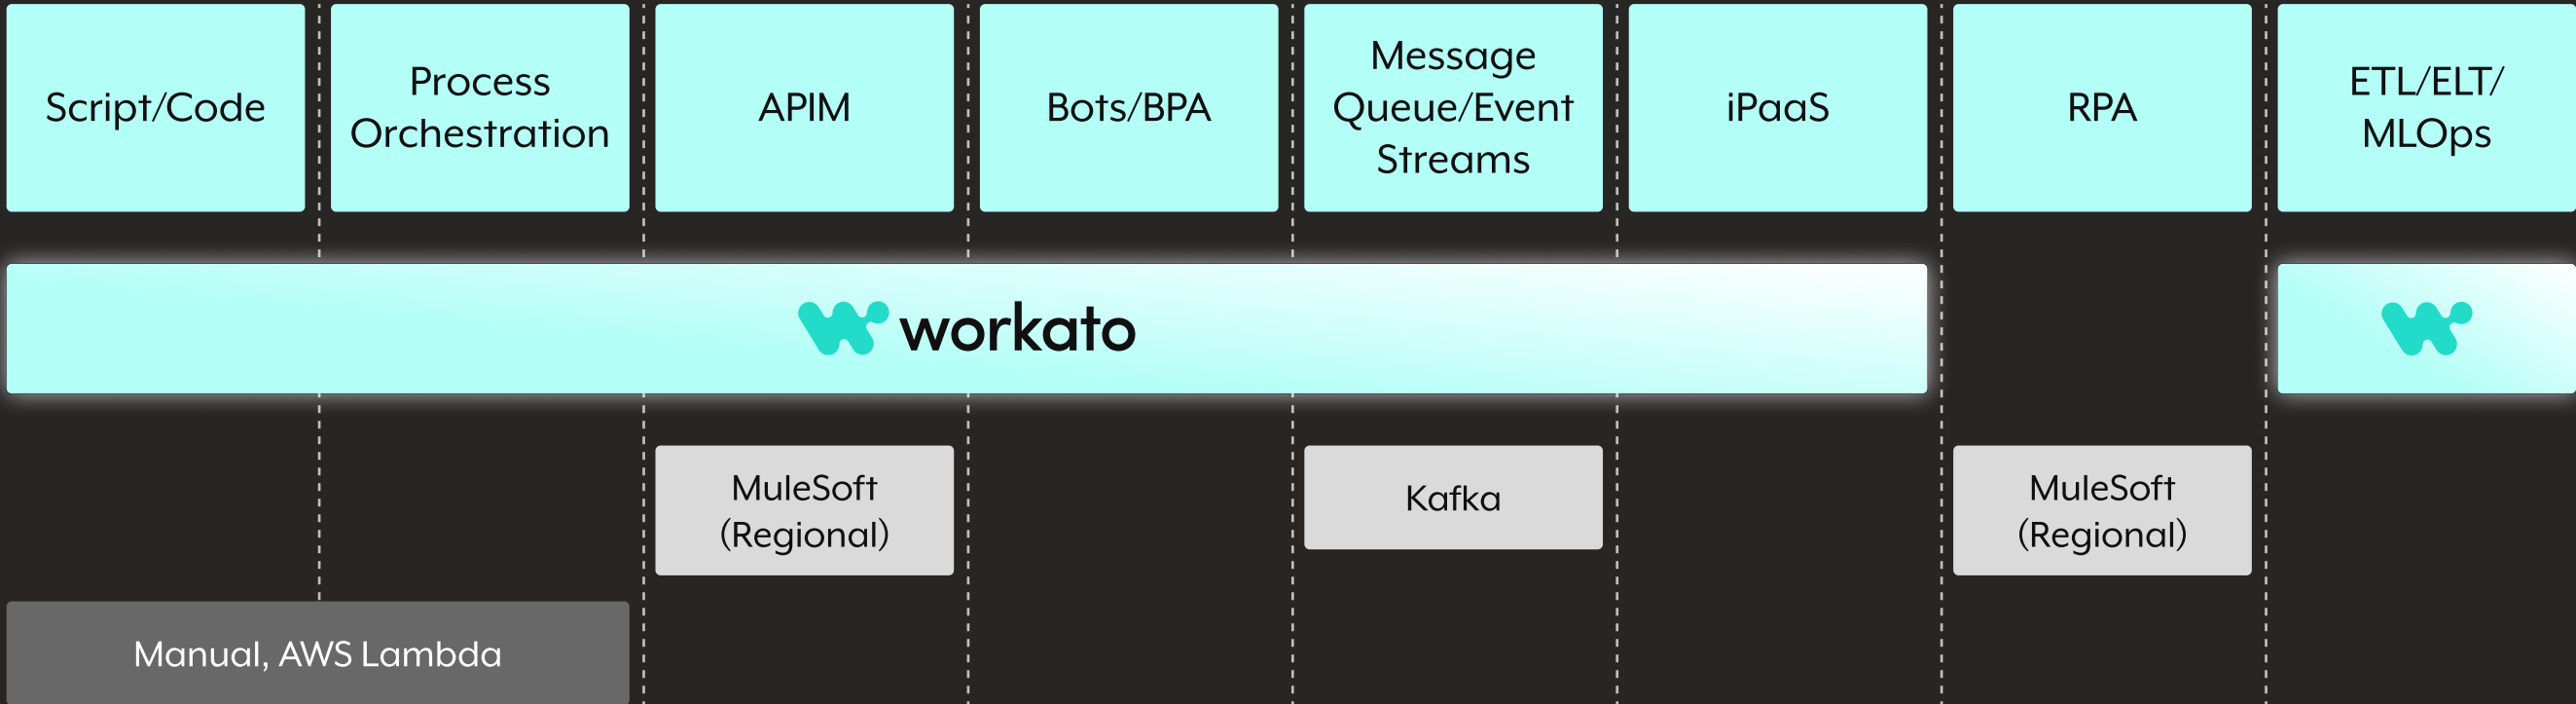 Script/Code
Process
Orchestration
APIM
Bots/BPA
Message
Queue/Event
Streams
iPaaS
RPA
ETL/ELT/
MLOps
workato
MuleSoft
(Regional)
Kafka
MuleSoft
(Regional)
Manual, AWS Lambda